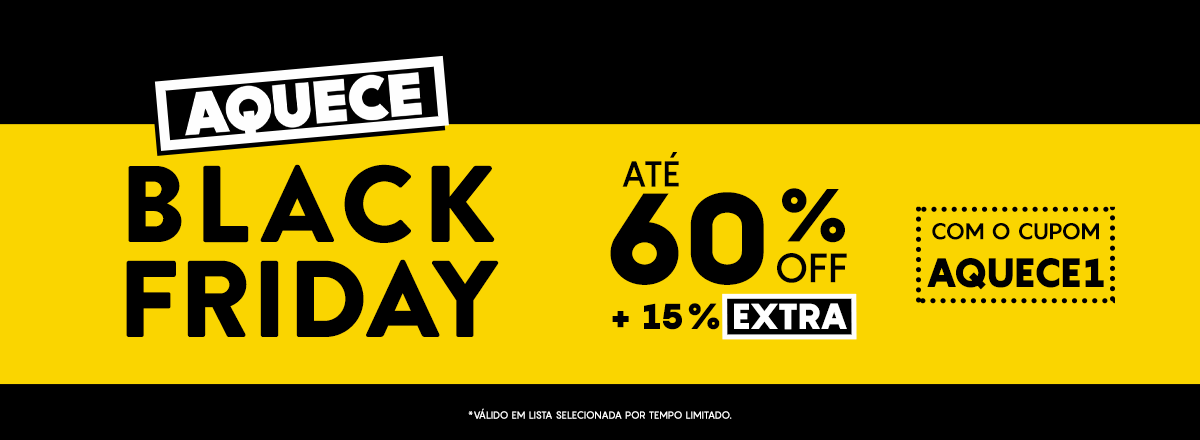 AQUECE
BLACK
FRIDAY
ATÉ
60%
OFF
+ 15% EXTRA
COM O CUPOM
AQUECE1
*VÁLIDO EM LISTA SELECIONADA POR TEMPO LIMITADO.